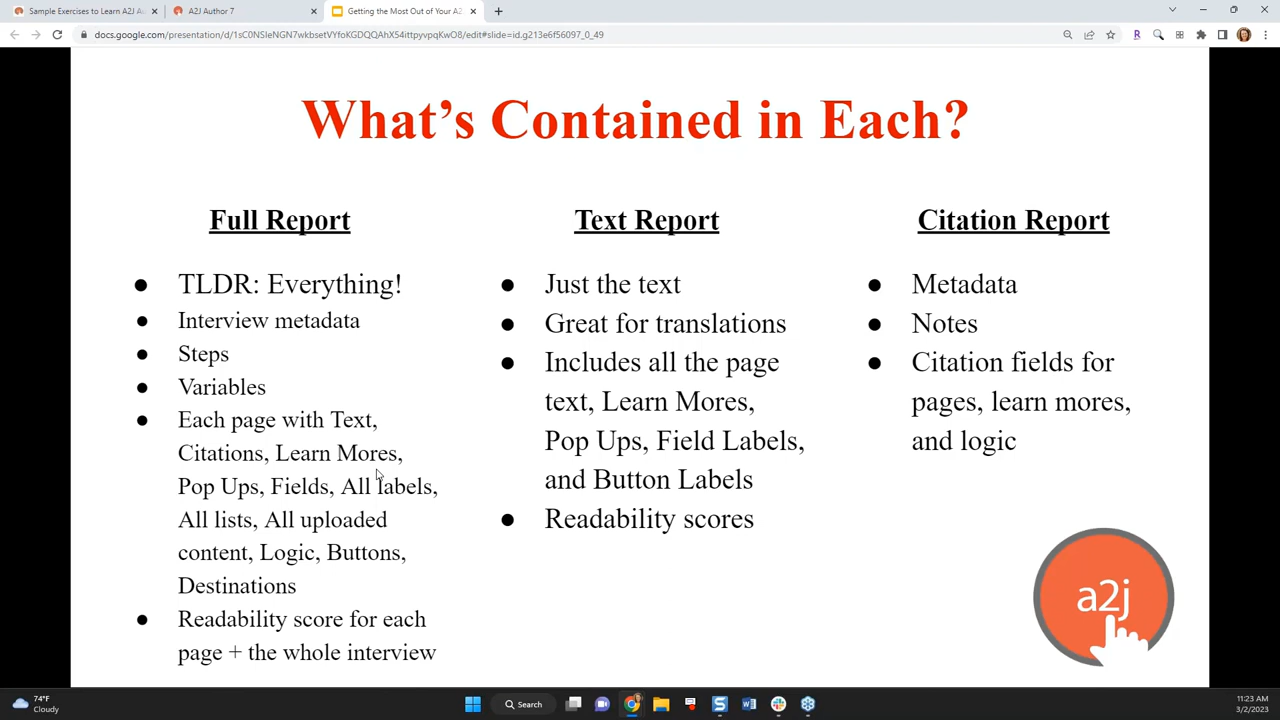 Sample Exercises to Learn A2J Au
A2J Author 7
Getting the Most Out of Your A2
docs.google.com/presentation/d/1sC0NSIeNGN7wkbsetVYfoKGDQQAhX54ittpyvpqKwO8/edit#slide=id.g213e6f56097_0_49
What's Contained in Each?
Full Report
● TLDR: Everything!
● Interview metadata
● Steps
● Variables
● Each page with Text,
Citations, Learn Mores,
Pop Ups, Fields, All labels,
All lists, All uploaded
content, Logic, Buttons,
Destinations
● Readability score for each
page + the whole interview
Text Report
● Just the text
● Great for translations
● Includes all the page
text, Learn Mores,
Pop Ups, Field Labels,
and Button Labels
● Readability scores
Citation Report
● Metadata
● Notes
● Citation fields for
pages, learn mores,
and logic
a2j
74°F
Cloudy
Search
11:23 AM
3/2/2023